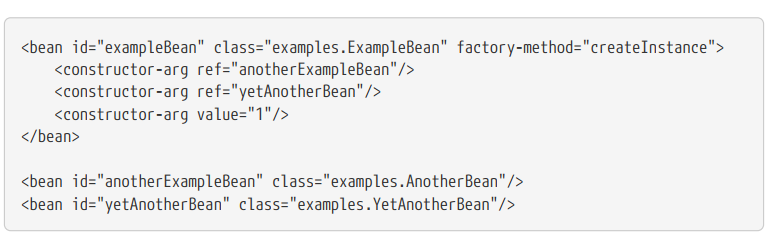 <bean id="exampleBean" class="examples.ExampleBean" factory-method="createInstance">
    <constructor-arg ref="anotherExampleBean"/>
    <constructor-arg ref="yetAnotherBean"/>
    <constructor-arg value="1"/>
</bean>

<bean id="anotherExampleBean" class="examples.AnotherBean"/>
<bean id="yetAnotherBean" class="examples.YetAnotherBean"/>